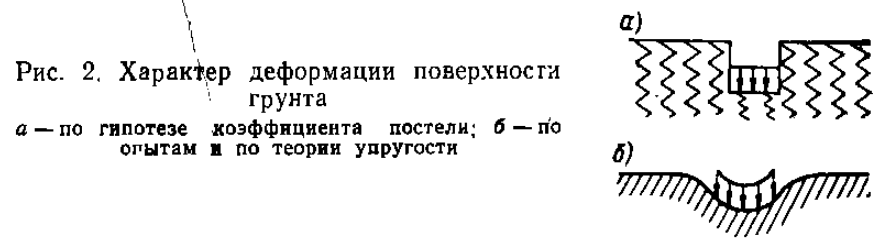 Рис. 2. Характер деформации поверхности
грунта
а — по гипотезе коэффициента постели; б — по
опытам и по теории упругости
а)
б)